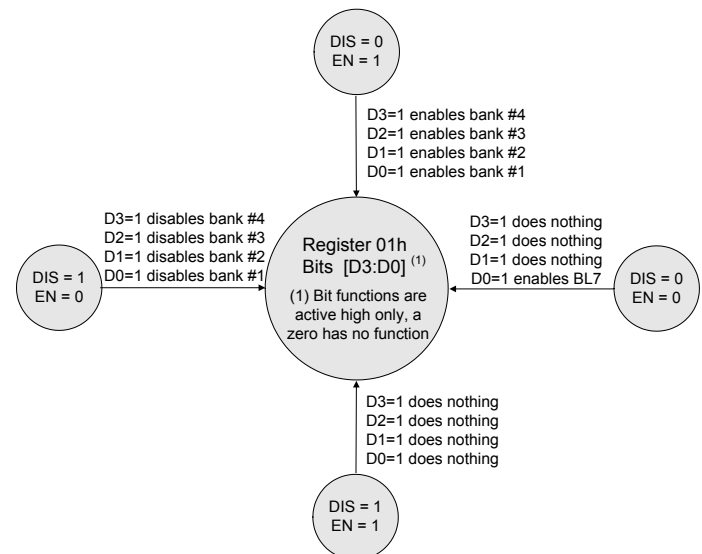 DIS = 0
EN = 1
D3=1 enables bank #4
D2=1 enables bank #3
D1=1 enables bank #2
D0=1 enables bank #1
D3=1 disables bank #4
D2=1 disables bank #3
D1=1 disables bank #2
D0=1 disables bank #1
DIS = 1
EN = 0
Register 01h
Bits [D3:D0] (1)
(1) Bit functions are
active high only, a
zero has no function
D3=1 does nothing
D2=1 does nothing
D1=1 does nothing
D0=1 enables BL7
DIS = 0
EN = 0
D3=1 does nothing
D2=1 does nothing
D1=1 does nothing
D0=1 does nothing
DIS = 1
EN = 1